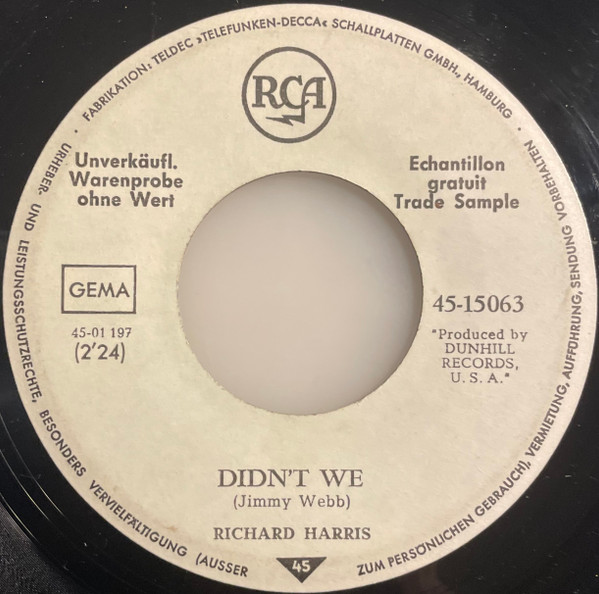 · FABRIKATION: TELDEC »TELEFUNKEN-DECCA« SCHALLPLATTEN GMBH., HAMBURG ·
RCA
Unverkäufl.
Warenprobe
ohne Wert
Echantillon
gratuit
Trade Sample
GEMA
45-01 197
(2'24)
45-15063
"Produced by
DUNHILL
RECORDS,
U. S. A."
DIDN'T WE
(Jimmy Webb)
RICHARD HARRIS
45
URHEBER- UND LEISTUNGSSCHUTZRECHTE, BESONDERS VERVIELFÄLTIGUNG (AUSSER ZUM PERSÖNLICHEN GEBRAUCH), VERMIETUNG, AUFFÜHRUNG, SENDUNG VORBEHALTEN